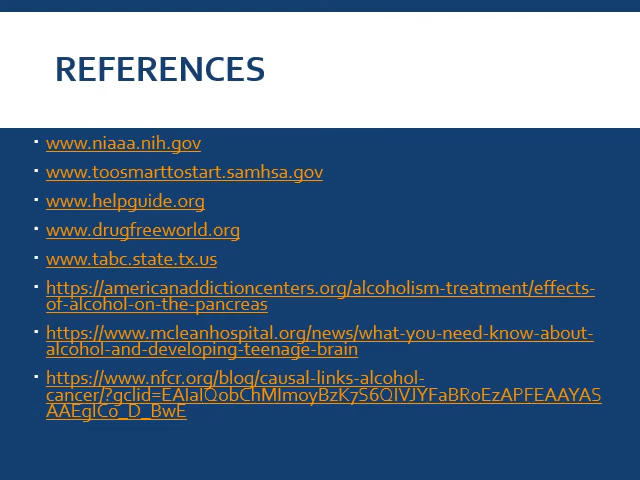 REFERENCES
▪ www.niaaa.nih.gov
▪ www.toosmarttostart.samhsa.gov
▪ www.helpguide.org
▪ www.drugfreeworld.org
▪ www.tabc.state.tx.us
▪ https://americanaddictioncenters.org/alcoholism-treatment/effects-
of-alcohol-on-the-pancreas
▪ https://www.mcleanhospital.org/news/what-you-need-know-about-
alcohol-and-developing-teenage-brain
▪ https://www.nfcr.org/blog/causal-links-alcohol-
cancer/?gclid=EAIaIQobChMImoyBzK7S6QIVJYFaBR0EzAPFEAAYAS
AAEgICo_D_BwE